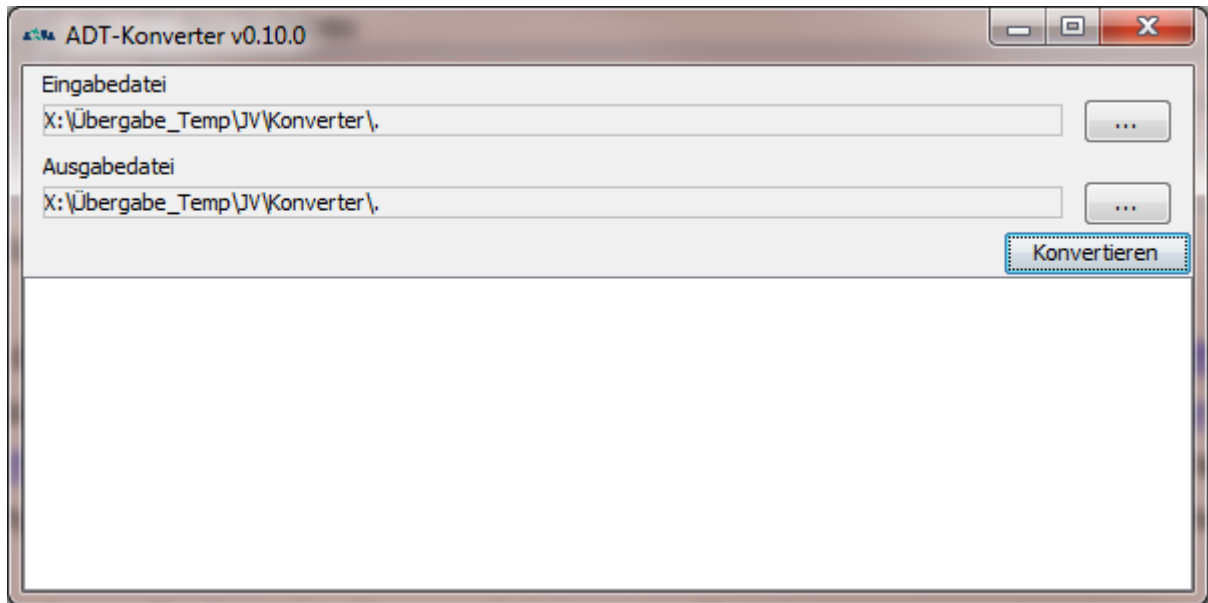 ADT-Konverter v0.10.0
Eingabedatei
X:\Übergabe_Temp\JV\Konverter\.
...
Ausgabedatei
X:\Übergabe_Temp\JV\Konverter\.
...
Konvertieren